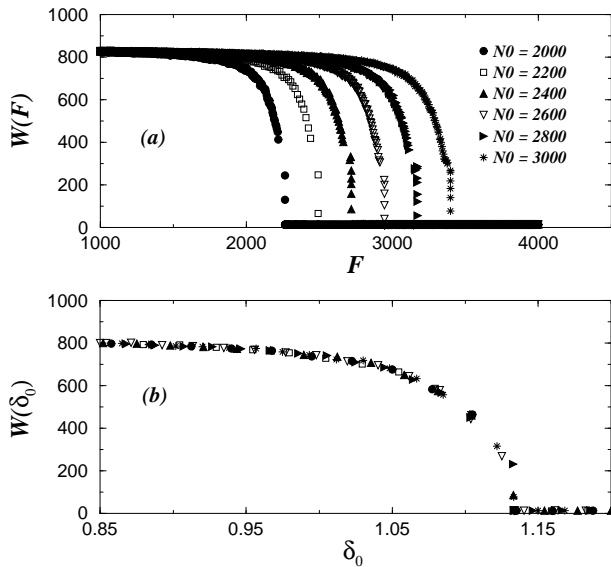 1000
800
600
400
200
0
W(F)
(a)
N0 = 2000
N0 = 2200
N0 = 2400
N0 = 2600
N0 = 2800
N0 = 3000
1000 2000 3000 4000
F
1000
800
600
400
200
0
W(δ₀)
(b)
0.85 0.95 1.05 1.15
δ₀